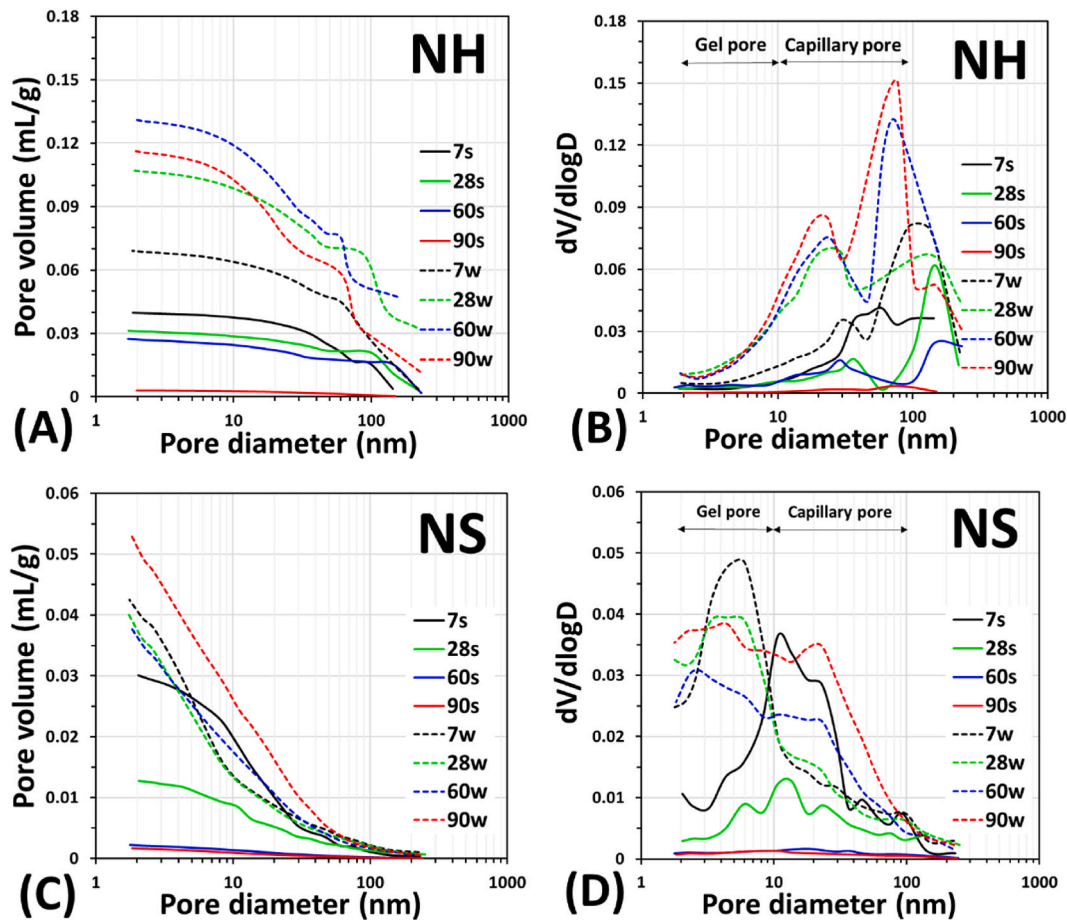 NH
Pore volume (mL/g)
0.18
0.15
0.12
0.09
0.06
0.03
0
7s
28s
60s
90s
7w
28w
60w
90w
1 10 100 1000
(A) Pore diameter (nm)
NH
Gel pore Capillary pore
dV/dlogD
0.18
0.15
0.12
0.09
0.06
0.03
0
7s
28s
60s
90s
7w
28w
60w
90w
1 10 100 1000
(B) Pore diameter (nm)
NS
Pore volume (mL/g)
0.06
0.05
0.04
0.03
0.02
0.01
0
7s
28s
60s
90s
7w
28w
60w
90w
1 10 100 1000
(C) Pore diameter (nm)
NS
Gel pore Capillary pore
dV/dlogD
0.06
0.05
0.04
0.03
0.02
0.01
0.00
7s
28s
60s
90s
7w
28w
60w
90w
1 10 100 1000
(D) Pore diameter (nm)